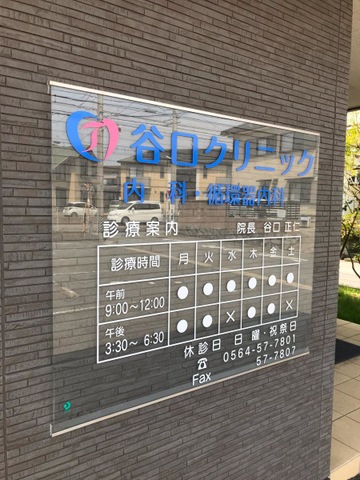 谷口クリニック
内科・循環器内科
診療案内 院長 谷口 正仁
診療時間 月 火 水 木 金 土
午前 9:00～12:00 ● ● ● ● ● ●
午後 3:30～6:30 ● ● × ● ● ×
休診日 日曜・祝祭日
☎ 0564-57-7801
Fax 57-7807